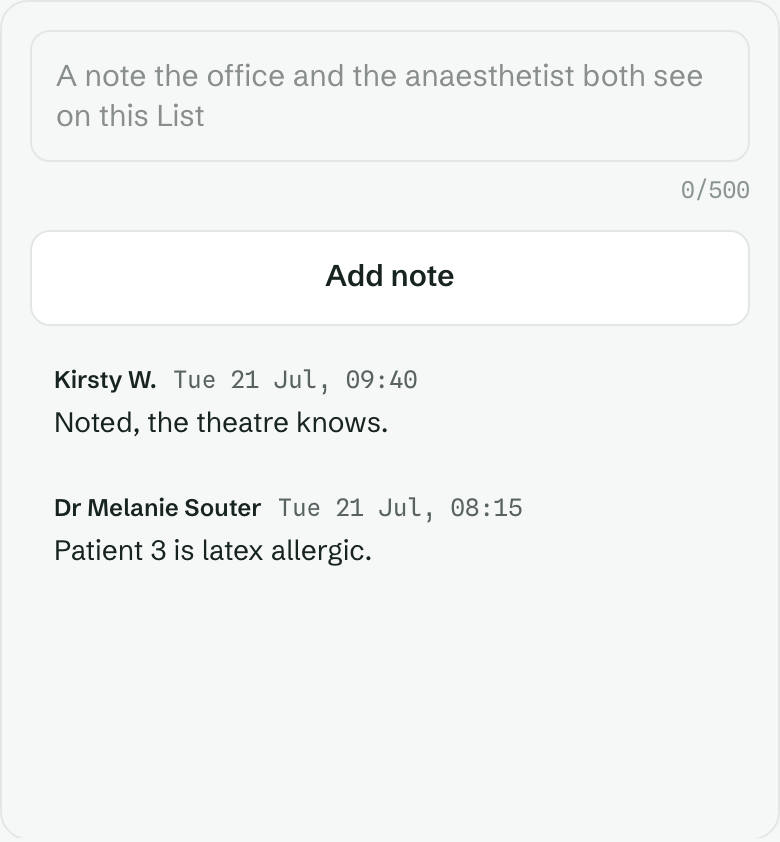 A note the office and the anaesthetist both see
on this List
0/500
Add note
Kirsty W. Tue 21 Jul, 09:40
Noted, the theatre knows.
Dr Melanie Souter Tue 21 Jul, 08:15
Patient 3 is latex allergic.